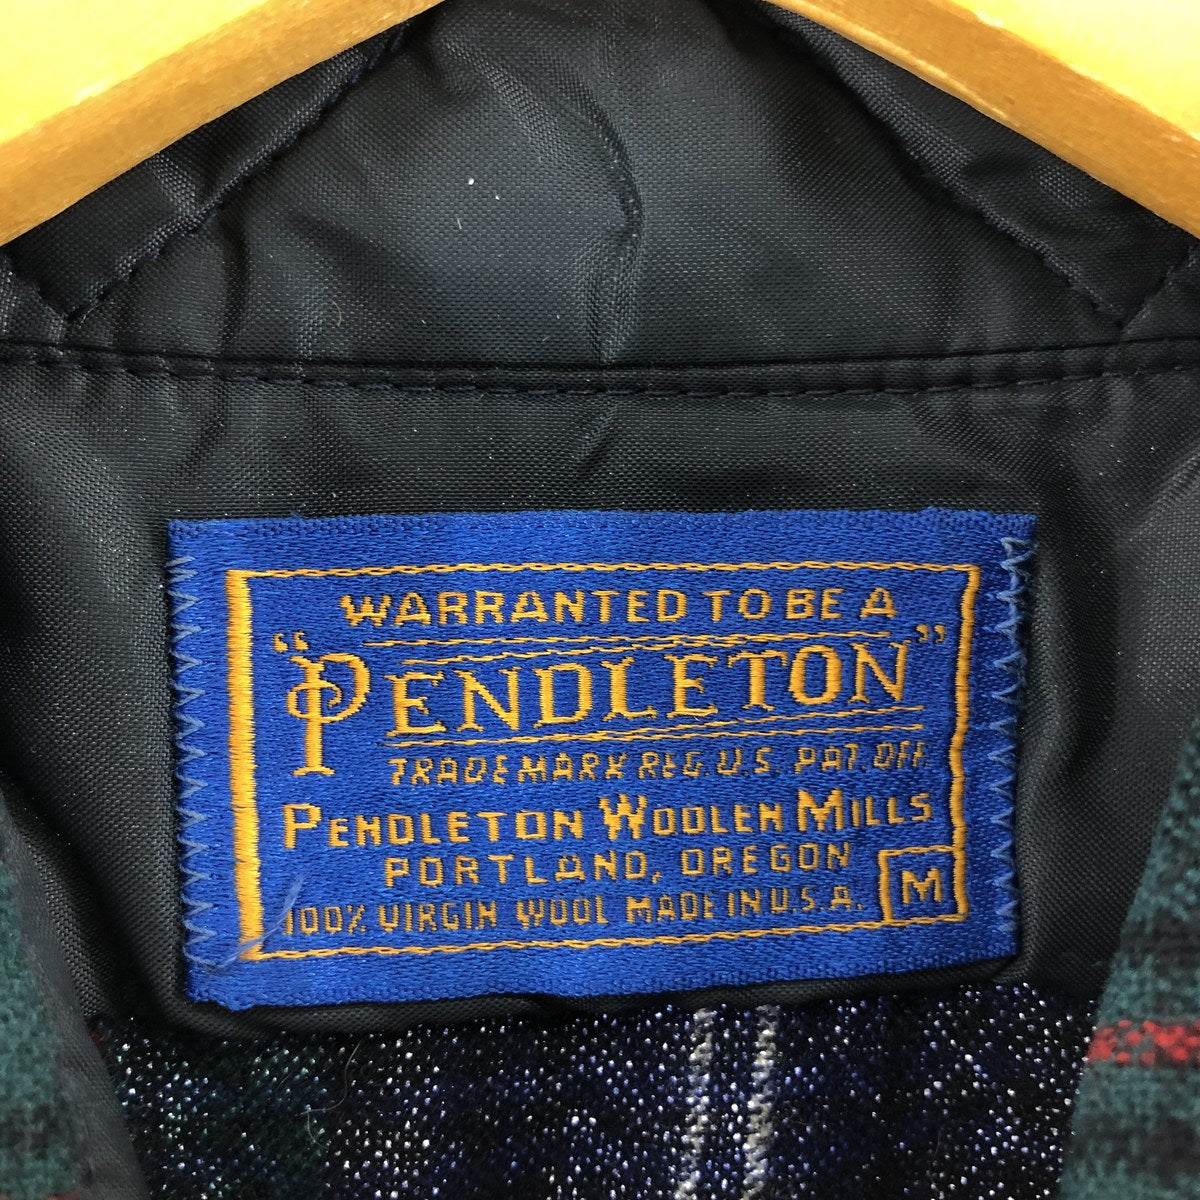 WARRANTED TO BE A
"PENDLETON"
TRADE MARK REG. U.S. PAT. OFF.
PENDLETON WOOLEN MILLS
PORTLAND, OREGON
100% VIRGIN WOOL MADE IN U.S.A.
M